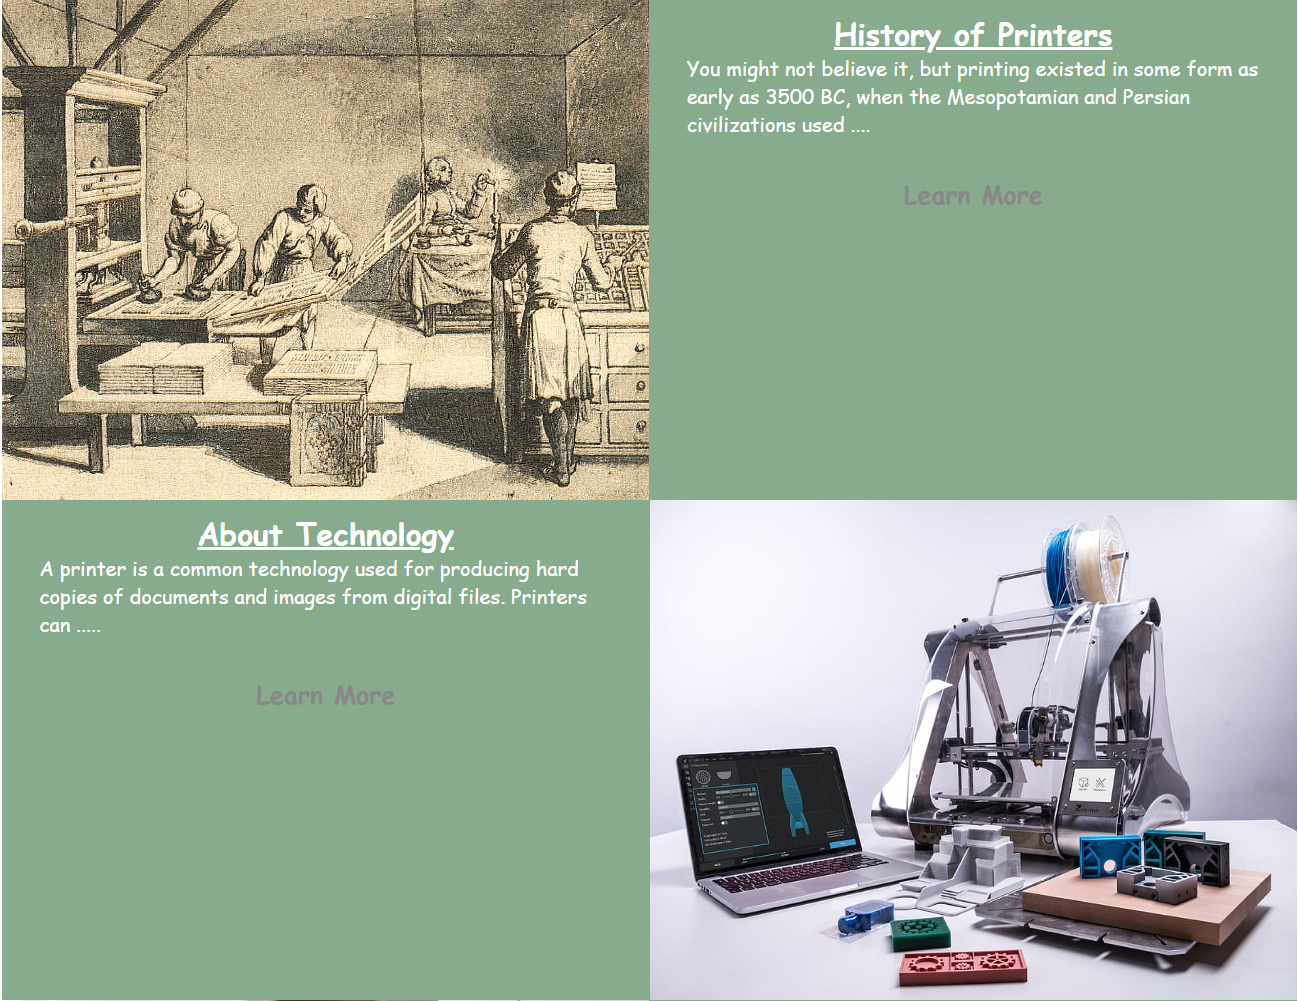 History of Printers
You might not believe it, but printing existed in some form as
early as 3500 BC, when the Mesopotamian and Persian
civilizations used ....
Learn More
About Technology
A printer is a common technology used for producing hard
copies of documents and images from digital files. Printers
can .....
Learn More